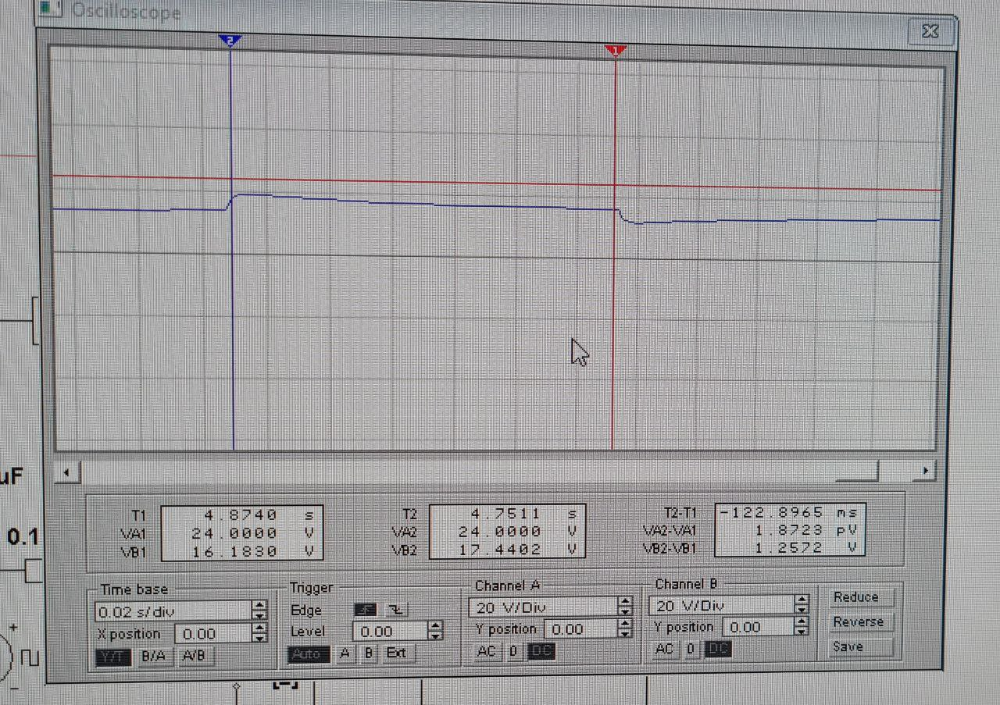 Oscilloscope
2
1
uF
0.1
T1 4.8740 s
VA1 24.0000 V
VB1 16.1830 V
T2 4.7511 s
VA2 24.0000 V
VB2 17.4402 V
T2-T1 -122.8965 ms
VA2-VA1 1.8723 pV
VB2-VB1 1.2572 V
Time base
0.02 s/div
X position 0.00
Y/T B/A A/B
Trigger
Edge
Level 0.00
Auto A B Ext
Channel A
20 V/Div
Y position 0.00
AC 0 DC
Channel B
20 V/Div
Y position 0.00
AC 0 DC
Reduce
Reverse
Save
+
−